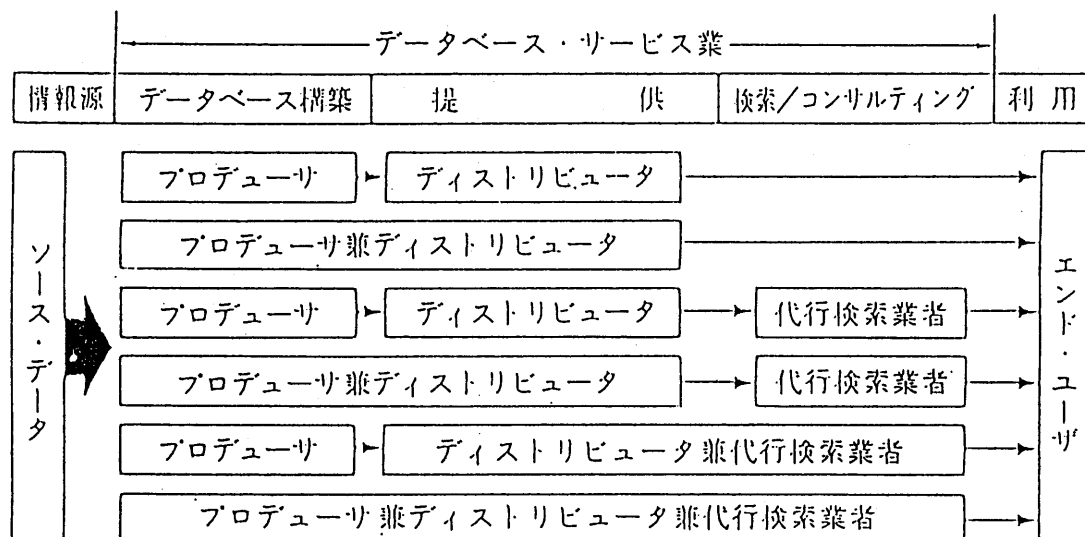 データベース・サービス業
情報源 データベース構築 提供 検索/コンサルティング 利用
ソース・データ
プロデューサ ディストリビュータ
プロデューサ兼ディストリビュータ
プロデューサ ディストリビュータ 代行検索業者
プロデューサ兼ディストリビュータ 代行検索業者
プロデューサ ディストリビュータ兼代行検索業者
プロデューサ兼ディストリビュータ兼代行検索業者
エンド・ユーザ